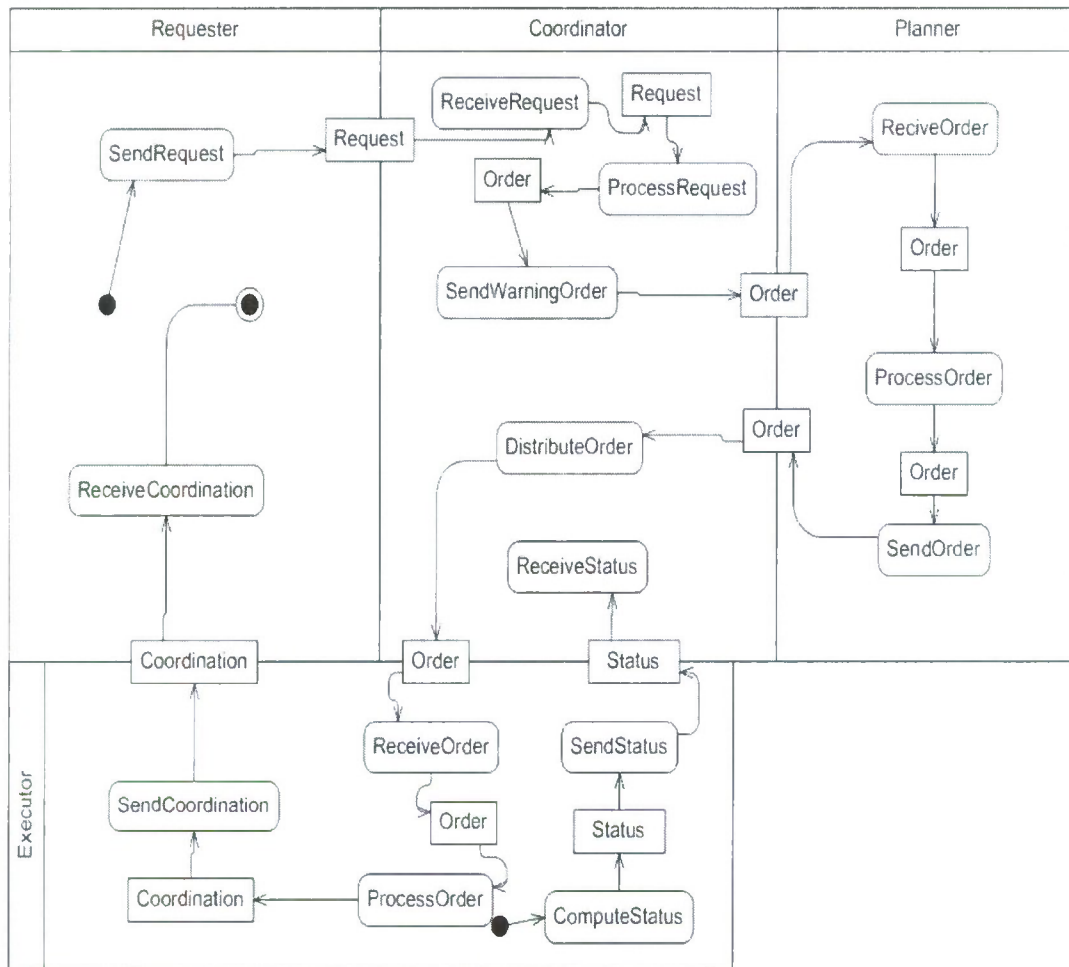 Requester
Coordinator
Planner
SendRequest
Request
ReceiveRequest
Request
ProcessRequest
Order
SendWarningOrder
Order
ReciveOrder
Order
ProcessOrder
Order
SendOrder
Order
DistributeOrder
ReceiveStatus
ReceiveCoordination
Coordination
Order
Status
Executor
ReceiveOrder
Order
ProcessOrder
SendStatus
Status
ComputeStatus
SendCoordination
Coordination